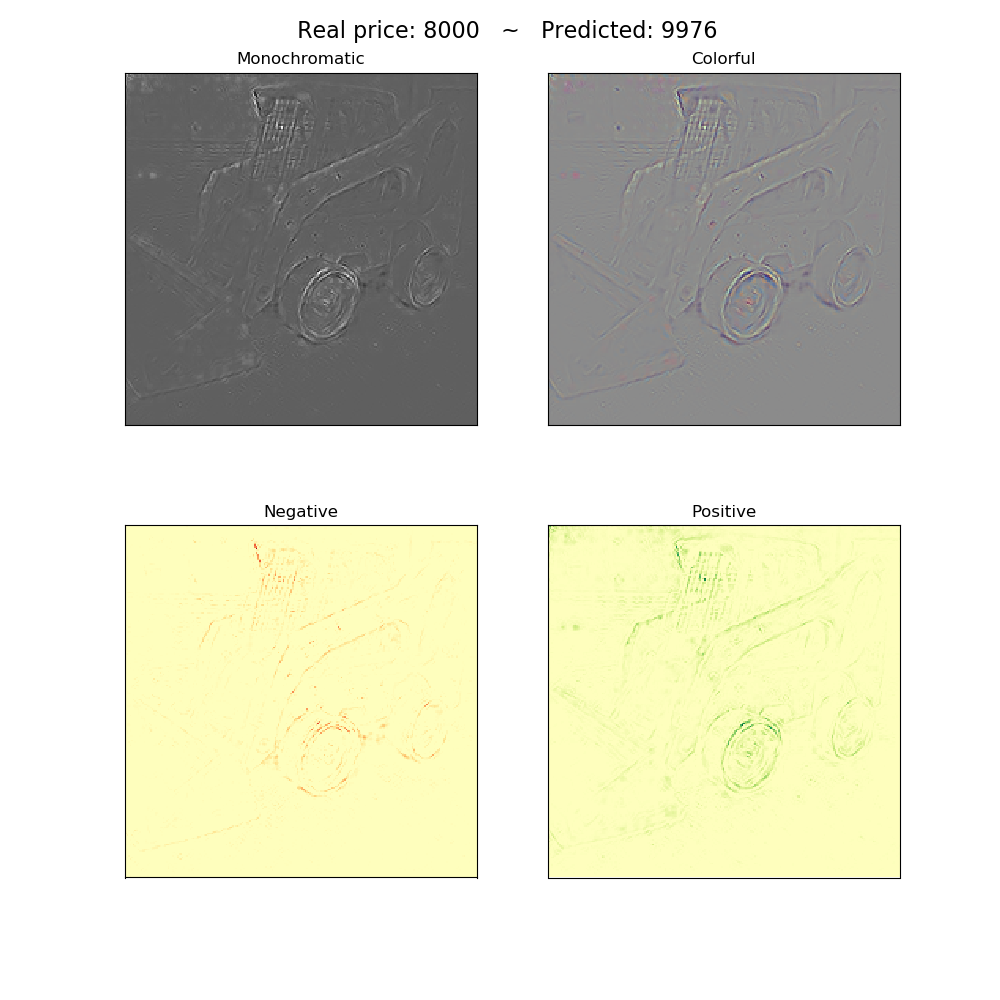 Real price: 8000 ~ Predicted: 9976
Monochromatic
Colorful
Negative
Positive